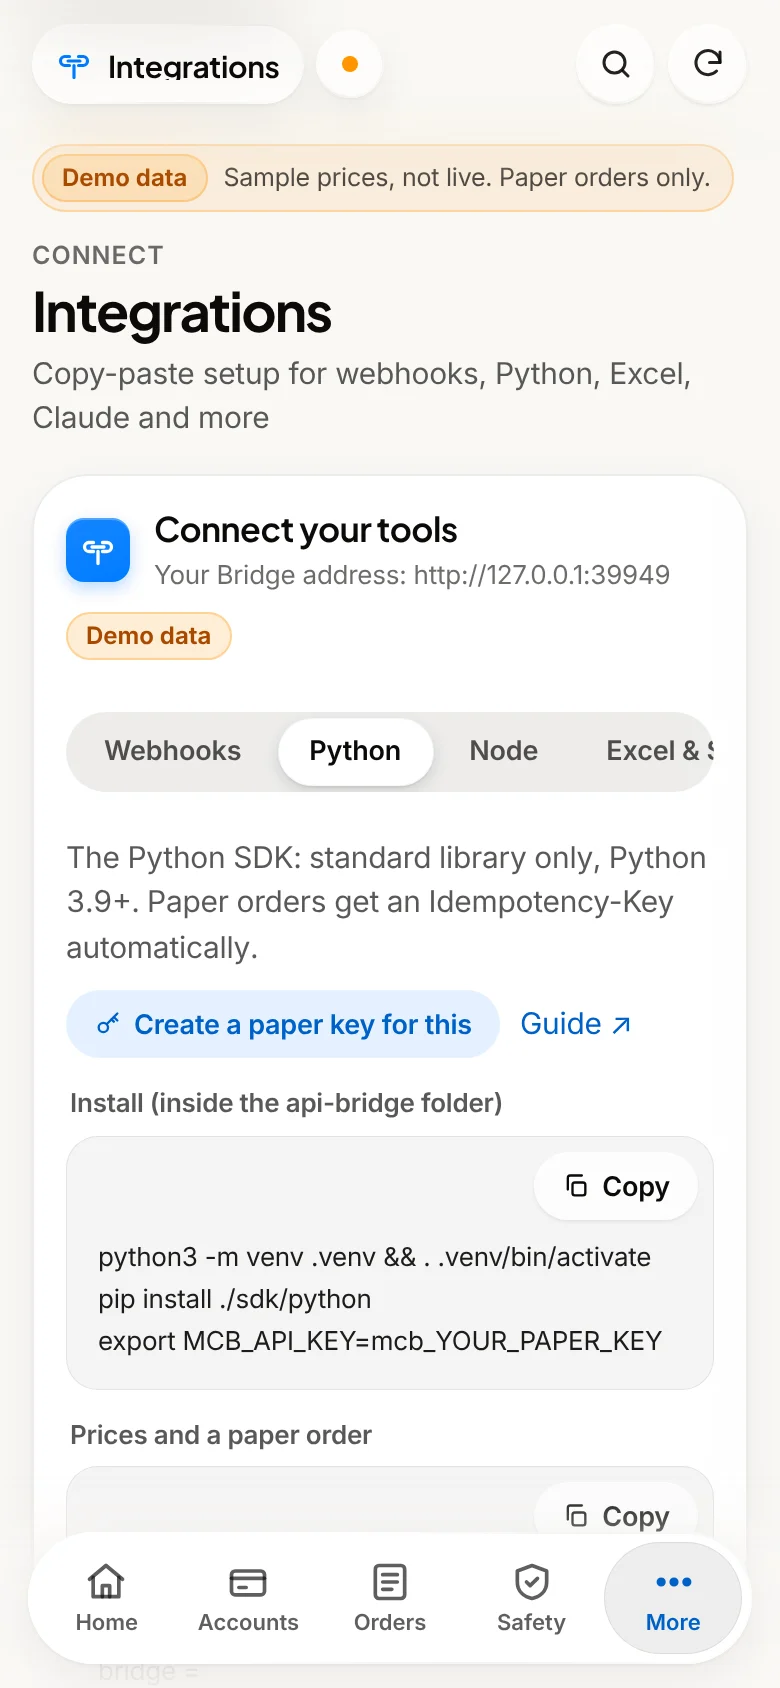 Integrations
Demo data Sample prices, not live. Paper orders only.
CONNECT
Integrations
Copy-paste setup for webhooks, Python, Excel,
Claude and more
Connect your tools
Your Bridge address: http://127.0.0.1:39949
Demo data
Webhooks Python Node Excel &
The Python SDK: standard library only, Python
3.9+. Paper orders get an Idempotency-Key
automatically.
Create a paper key for this Guide ↗
Install (inside the api-bridge folder)
Copy
python3 -m venv .venv && . .venv/bin/activate
pip install ./sdk/python
export MCB_API_KEY=mcb_YOUR_PAPER_KEY
Prices and a paper order
Copy
Home Accounts Orders Safety More
bridge =